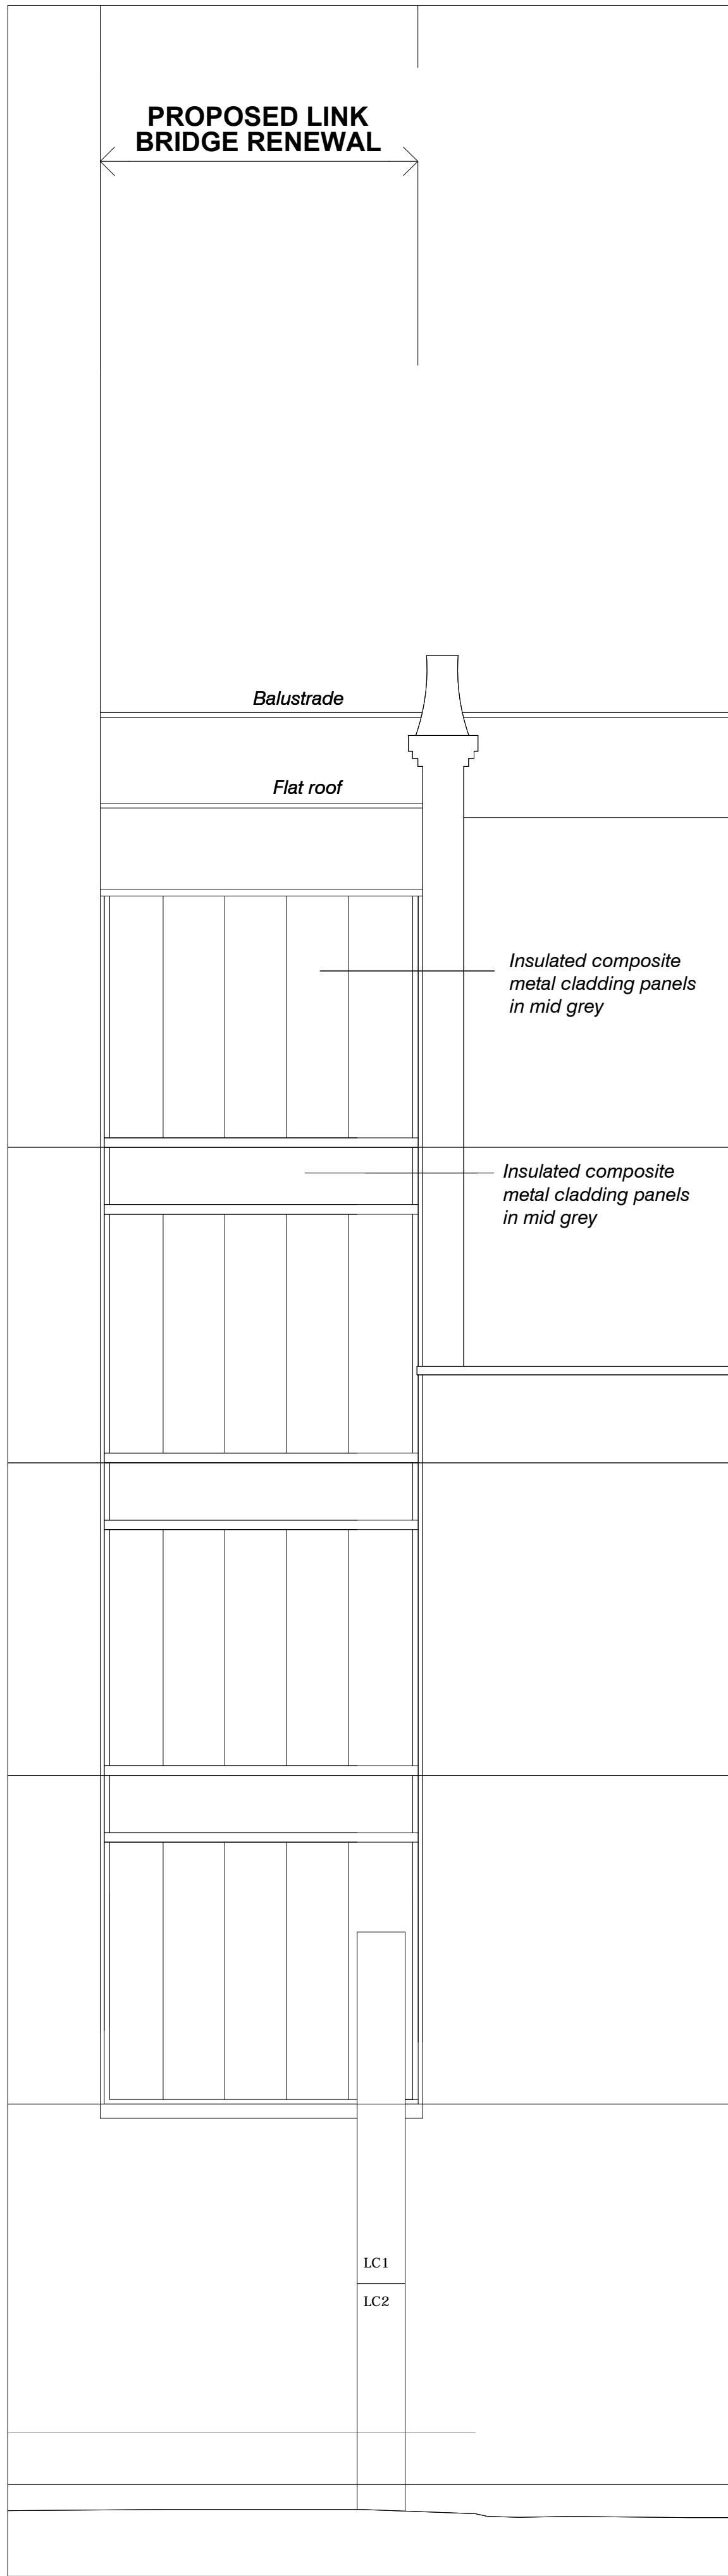 PROPOSED LINK
BRIDGE RENEWAL
Balustrade
Flat roof
Insulated composite
metal cladding panels
in mid grey
Insulated composite
metal cladding panels
in mid grey
LC1
LC2